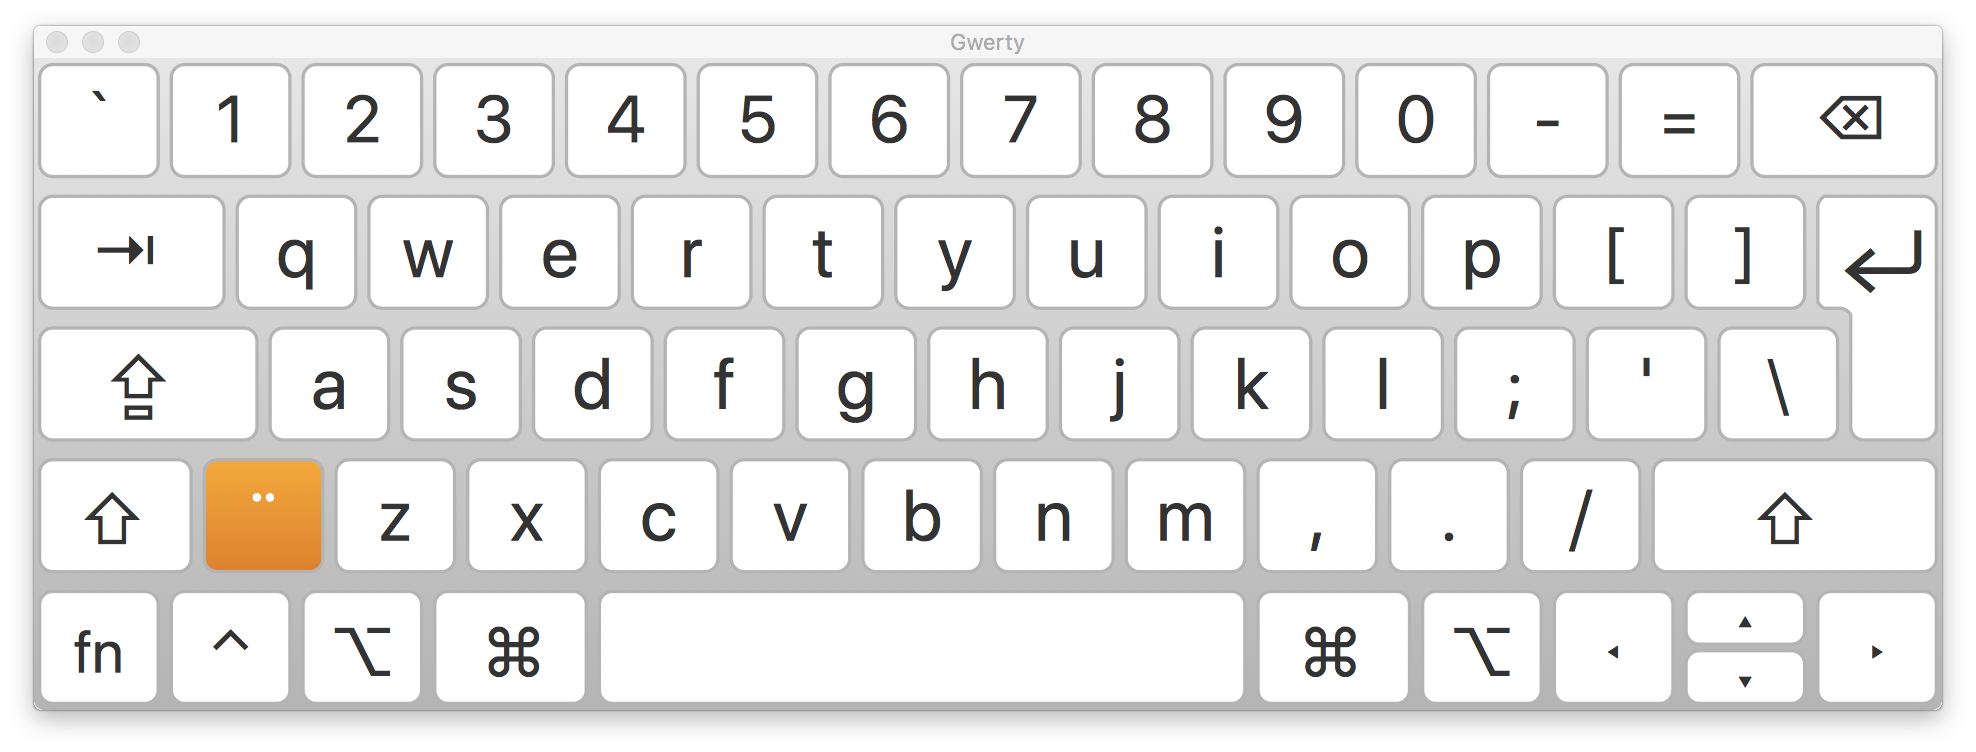 Gwerty
` 1 2 3 4 5 6 7 8 9 0 - = ⌫
⇥ q w e r t y u i o p [ ] ↵
⇪ a s d f g h j k l ; ' \
⇧ ¨ z x c v b n m , . / ⇧
fn ^ ⌥ ⌘ ⌘ ⌥ ◂ ▴ ▾ ▸